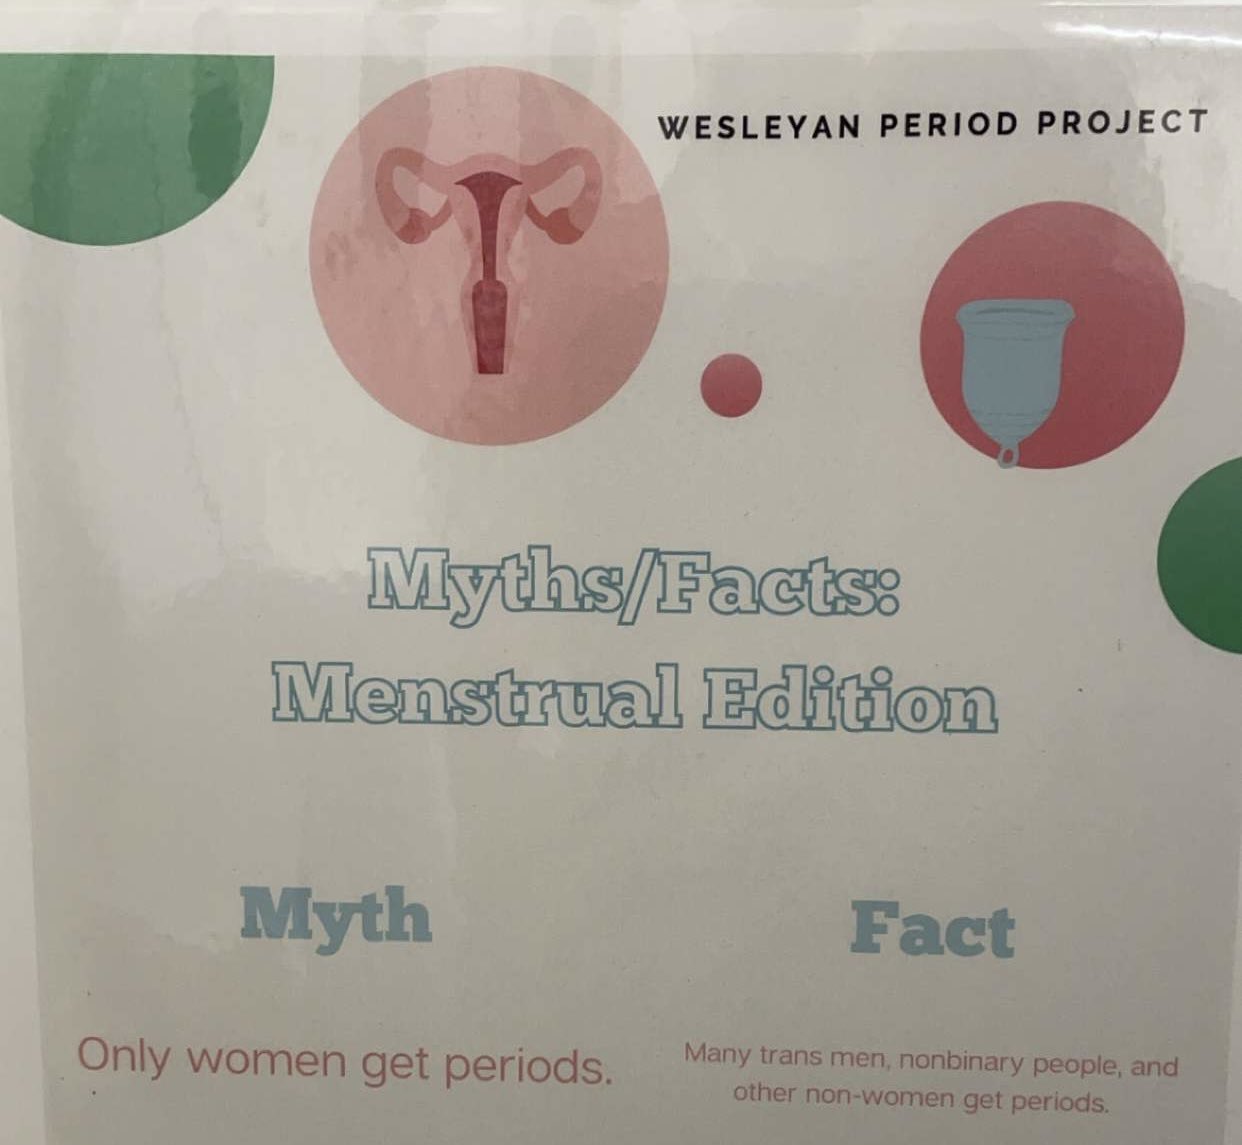 WESLEYAN PERIOD PROJECT
Myths/Facts:
Menstrual Edition
Myth
Fact
Only women get periods.
Many trans men, nonbinary people, and
other non-women get periods.